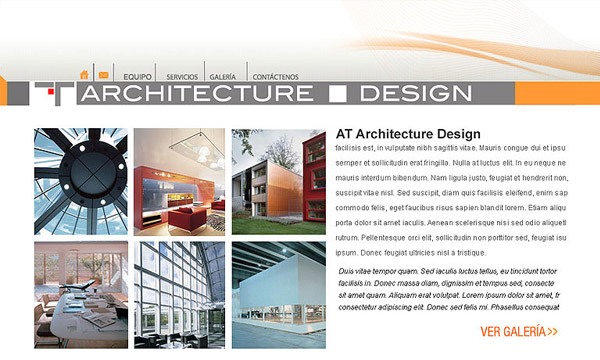 EQUIPO SERVICIOS GALERÍA CONTÁCTENOS
AT ARCHITECTURE DESIGN
AT Architecture Design
facilisis est, in vulputate nibh sagittis vitae. Mauris congue dui et ipsu
semper et sollicitudin erat fringilla. Nulla at luctus elit. In eu neque ne
mauris interdum bibendum. Nam ligula justo, feugiat et hendrerit non,
suscipit vitae nisl. Sed suscipit, diam quis facilisis eleifend, enim sap
commodo felis, eget faucibus risus sapien blandit lorem. Etiam aliqu
porta dolor sit amet iaculis. Aenean scelerisque nisi sed odio aliquetl
rutrum. Pellentesque orci elit, sollicitudin non porttitor sed, feugiat isu
ipsum. Donec feugiat ultricies nisl a tristique.
Duis vitae tempor quam. Sed iaculis luctus tellus, eu tincidunt tortor
facilisis in. Donec massa diam, dignissim et tempus sed, consecte
sit amet quam. Aliquam erat volutpat. Lorem ipsum dolor sit amet, fr
consectetur adipiscing elit. Donec sed felis mi. Phasellus consequat
VER GALERÍA>>